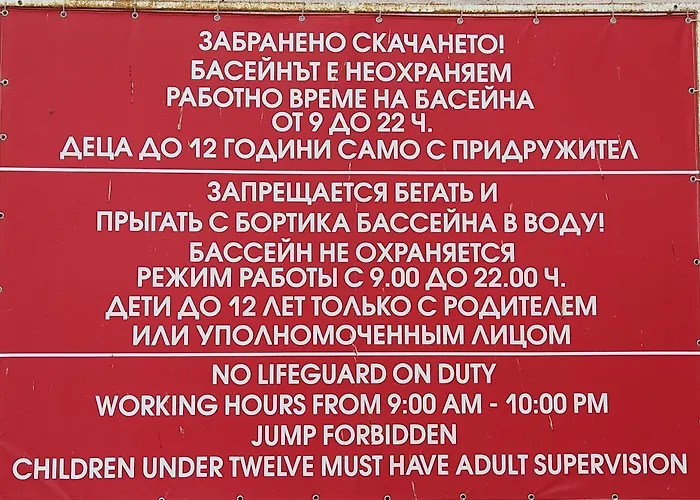 ЗАБРАНЕНО СКАЧАНЕТО!
БАСЕЙНЪТ Е НЕОХРАНЯЕМ
РАБОТНО ВРЕМЕ НА БАСЕЙНА
ОТ 9 ДО 22 Ч.
ДЕЦА ДО 12 ГОДИНИ САМО С ПРИДРУЖИТЕЛ
ЗАПРЕЩАЕТСЯ БЕГАТЬ И
ПРЫГАТЬ С БОРТИКА БАССЕЙНА В ВОДУ!
БАССЕЙН НЕ ОХРАНЯЕТСЯ
РЕЖИМ РАБОТЫ С 9.00 ДО 22.00 Ч.
ДЕТИ ДО 12 ЛЕТ ТОЛЬКО С РОДИТЕЛЕМ
ИЛИ УПОЛНОМОЧЕННЫМ ЛИЦОМ
NO LIFEGUARD ON DUTY
WORKING HOURS FROM 9:00 AM - 10:00 PM
JUMP FORBIDDEN
CHILDREN UNDER TWELVE MUST HAVE ADULT SUPERVISION